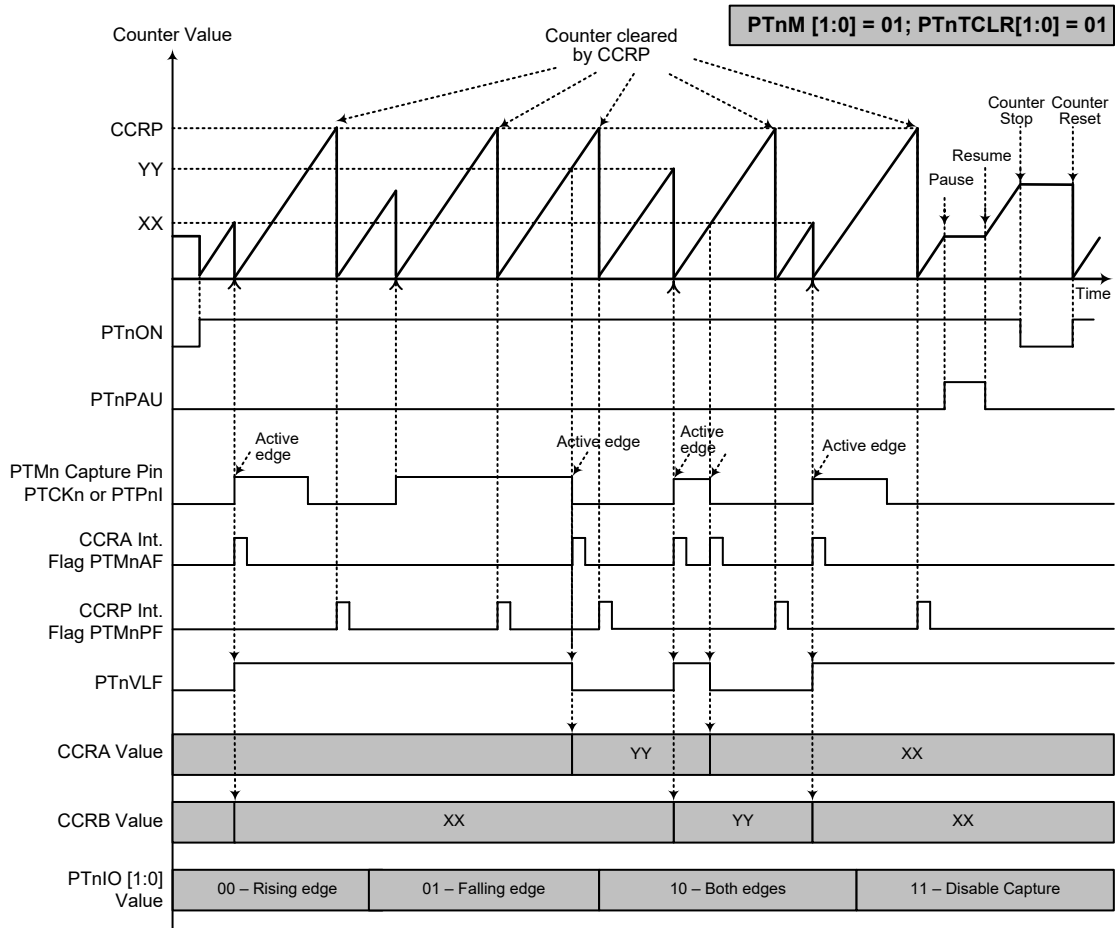 PTnM [1:0] = 01; PTnTCLR[1:0] = 01
Counter Value
Counter cleared
by CCRP
Counter
Stop
Counter
Reset
CCRP
YY
XX
Pause
Resume
Time
PTnON
PTnPAU
Active
edge
Active edge
Active
edge
Active edge
PTMn Capture Pin
PTCKn or PTPnI
CCRA Int.
Flag PTMnAF
CCRP Int.
Flag PTMnPF
PTnVLF
CCRA Value
YY
XX
CCRB Value
XX
YY
XX
PTnIO [1:0]
Value
00 – Rising edge
01 – Falling edge
10 – Both edges
11 – Disable Capture